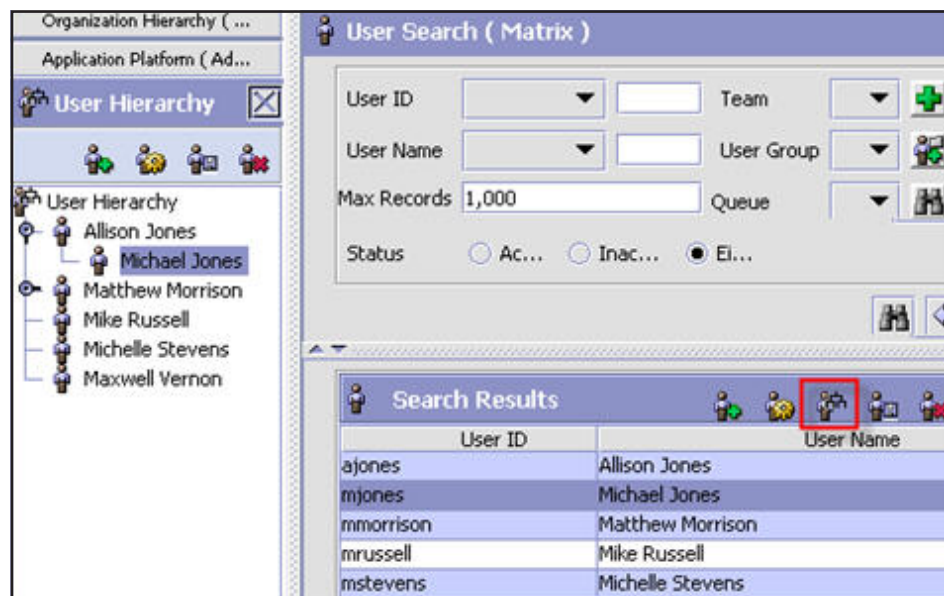 Organization Hierarchy ( ...
Application Platform ( Ad...
User Hierarchy
User Hierarchy
Allison Jones
Michael Jones
Matthew Morrison
Mike Russell
Michelle Stevens
Maxwell Vernon
User Search ( Matrix )
User ID Team
User Name User Group
Max Records 1,000 Queue
Status Ac... Inac... Ei...
Search Results
User ID User Name
ajones Allison Jones
mjones Michael Jones
mmorrison Matthew Morrison
mrussell Mike Russell
mstevens Michelle Stevens